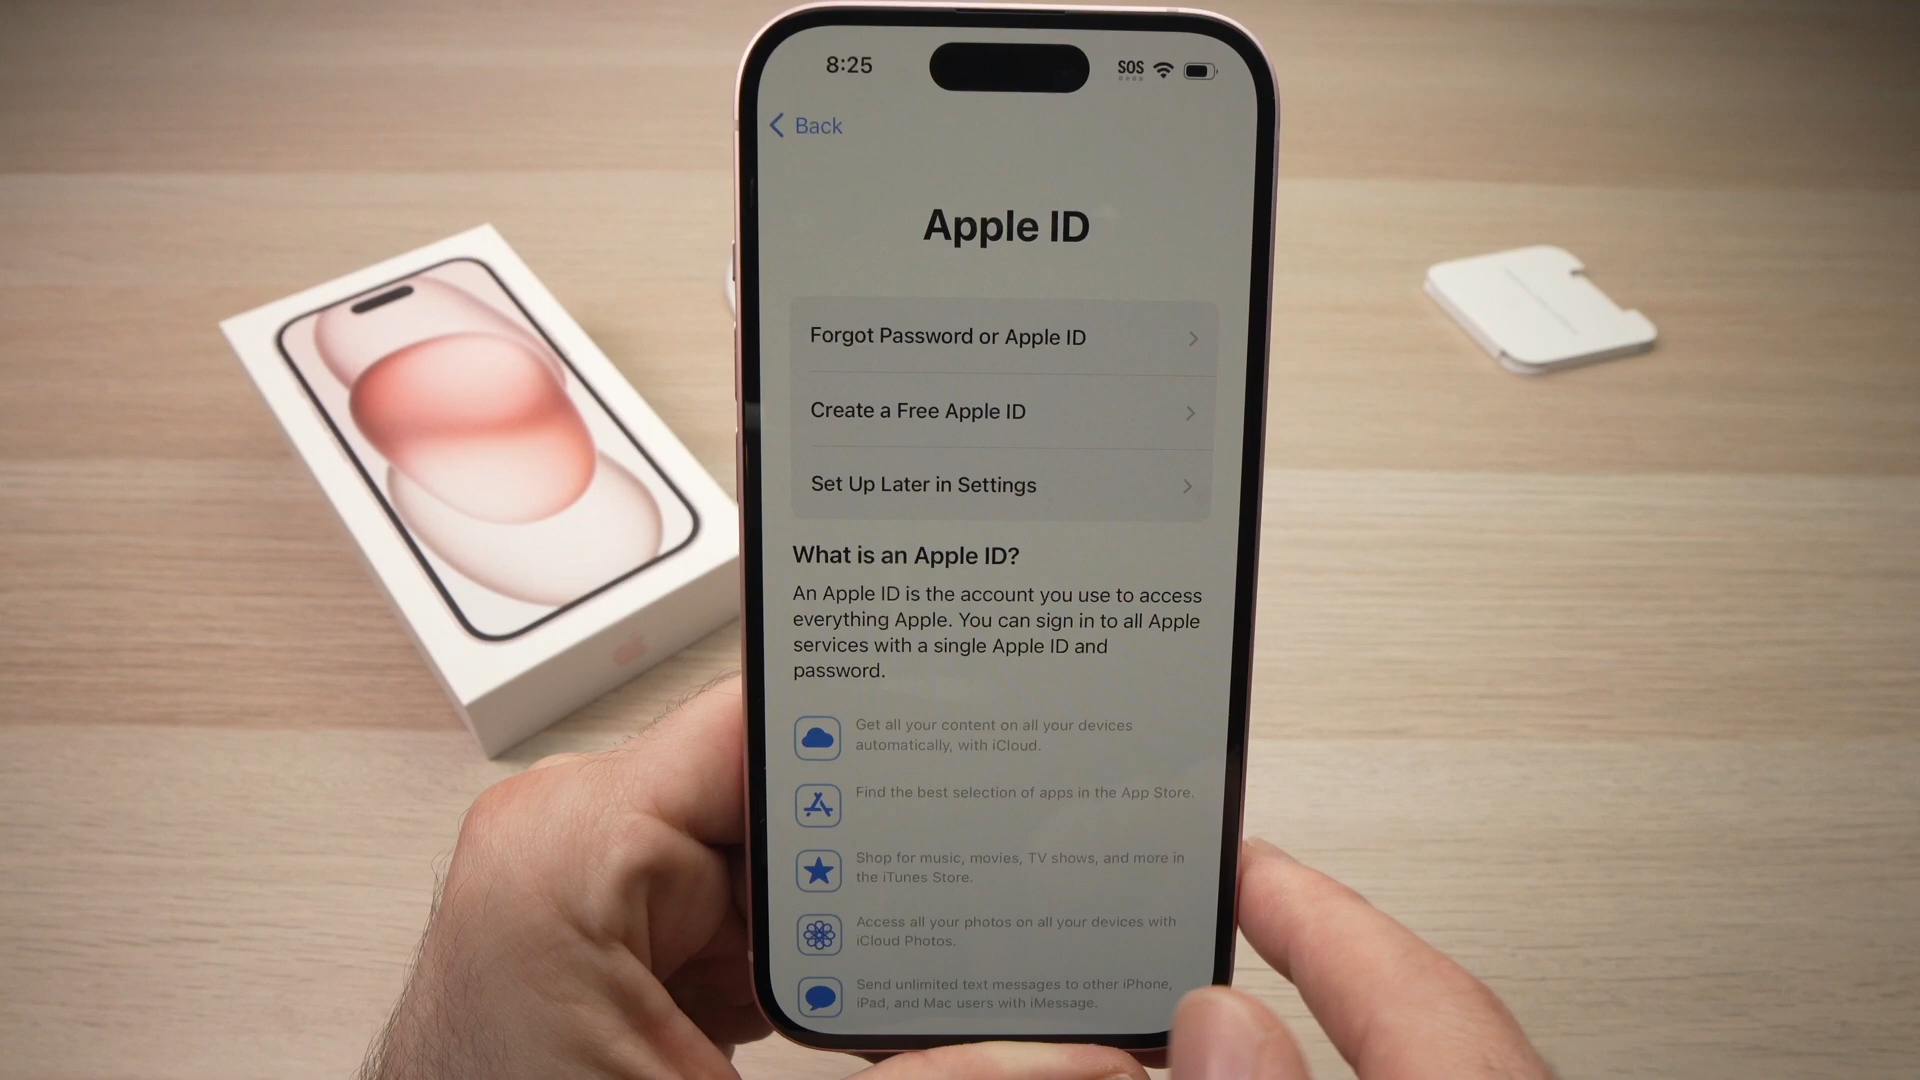 8:25
SOS
Back
Apple ID
Forgot Password or Apple ID
Create a Free Apple ID
Set Up Later in Settings
What is an Apple ID?
An Apple ID is the account you use to access
everything Apple. You can sign in to all Apple
services with a single Apple ID and
password.
Get all your content on all your devices
automatically, with iCloud.
Find the best selection of apps in the App Store.
Shop for music, movies, TV shows, and more in
the iTunes Store.
Access all your photos on all your devices with
iCloud Photos.
Send unlimited text messages to other iPhone,
iPad, and Mac users with iMessage.